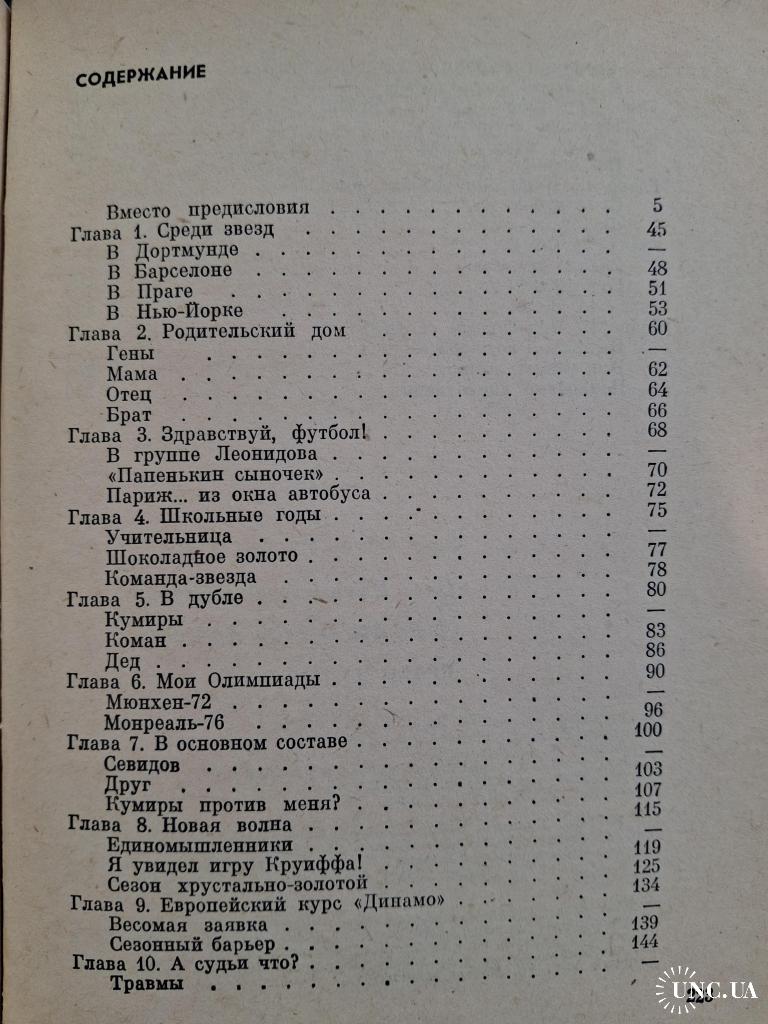 СОДЕРЖАНИЕ
Вместо предисловия . . . . . . . . . . . . 5
Глава 1. Среди звезд . . . . . . . . . . . . 45
В Дортмунде . . . . . . . . . . . . —
В Барселоне . . . . . . . . . . . . 48
В Праге . . . . . . . . . . . . 51
В Нью-Йорке . . . . . . . . . . . . 53
Глава 2. Родительский дом . . . . . . . . . . . . 60
Гены . . . . . . . . . . . . —
Мама . . . . . . . . . . . . 62
Отец . . . . . . . . . . . . 64
Брат . . . . . . . . . . . . 66
Глава 3. Здравствуй, футбол! . . . . . . . . . . . . 68
В группе Леонидова . . . . . . . . . . . . —
«Папенькин сыночек» . . . . . . . . . . . . 70
Париж... из окна автобуса . . . . . . . . . . . . 72
Глава 4. Школьные годы . . . . . . . . . . . . 75
Учительница . . . . . . . . . . . . —
Шоколадное золото . . . . . . . . . . . . 77
Команда-звезда . . . . . . . . . . . . 78
Глава 5. В дубле . . . . . . . . . . . . 80
Кумиры . . . . . . . . . . . . —
Коман . . . . . . . . . . . . 83
Дед . . . . . . . . . . . . 86
Глава 6. Мои Олимпиады . . . . . . . . . . . . 90
Мюнхен-72 . . . . . . . . . . . . —
Монреаль-76 . . . . . . . . . . . . 96
Глава 7. В основном составе . . . . . . . . . . . . 100
Севидов . . . . . . . . . . . . —
Друг . . . . . . . . . . . . 103
Кумиры против меня? . . . . . . . . . . . . 107
Глава 8. Новая волна . . . . . . . . . . . . 115
Единомышленники . . . . . . . . . . . . —
Я увидел игру Круиффа! . . . . . . . . . . . . 119
Сезон хрустально-золотой . . . . . . . . . . . . 125
Глава 9. Европейский курс «Динамо» . . . . . . . . 134
Весомая заявка . . . . . . . . . . . . —
Сезонный барьер . . . . . . . . . . . . 139
Глава 10. А судьи что? . . . . . . . . . . . . 144
Травмы . . . . . . . . . . . . —
UNC.UA